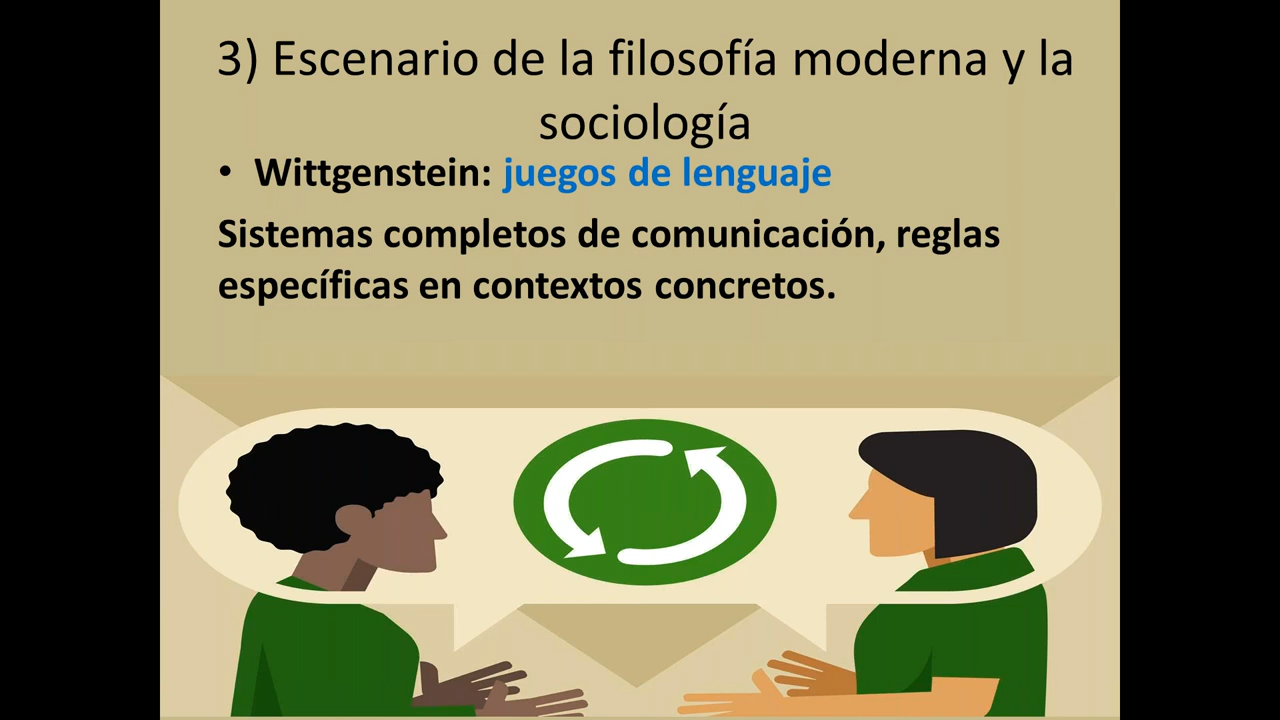 3) Escenario de la filosofía moderna y la
sociología
• Wittgenstein: juegos de lenguaje
Sistemas completos de comunicación, reglas
específicas en contextos concretos.